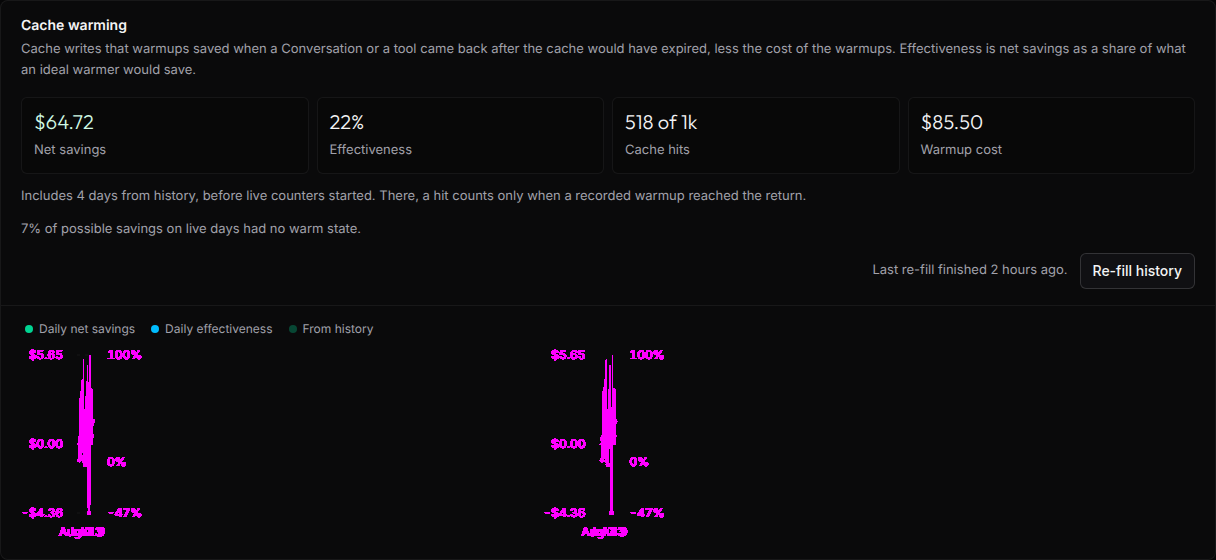 Cache warming
Cache writes that warmups saved when a Conversation or a tool came back after the cache would have expired, less the cost of the warmups. Effectiveness is net savings as a share of what
an ideal warmer would save.
$64.72
Net savings
22%
Effectiveness
518 of 1k
Cache hits
$85.50
Warmup cost
Includes 4 days from history, before live counters started. There, a hit counts only when a recorded warmup reached the return.
7% of possible savings on live days had no warm state.
Last re-fill finished 2 hours ago.
Re-fill history
Daily net savings
Daily effectiveness
From history
$5.65 100% $5.65 100%
$0.00 $0.00
0% 0%
-$4.36 -47% -$4.36 -47%